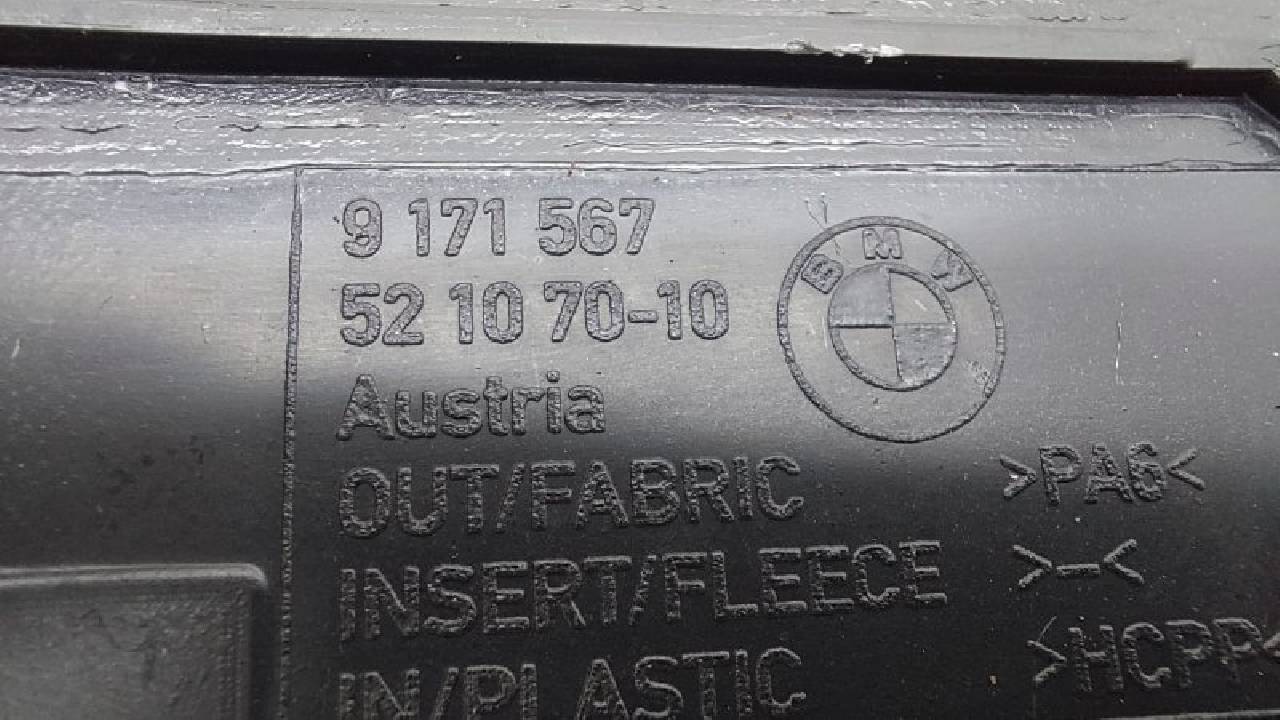 9 171 567
52 10 70-10
BMW
Austria
OUT/FABRIC >PA6<
INSERT/FLEECE >-<
IN/PLASTIC >HCPP<